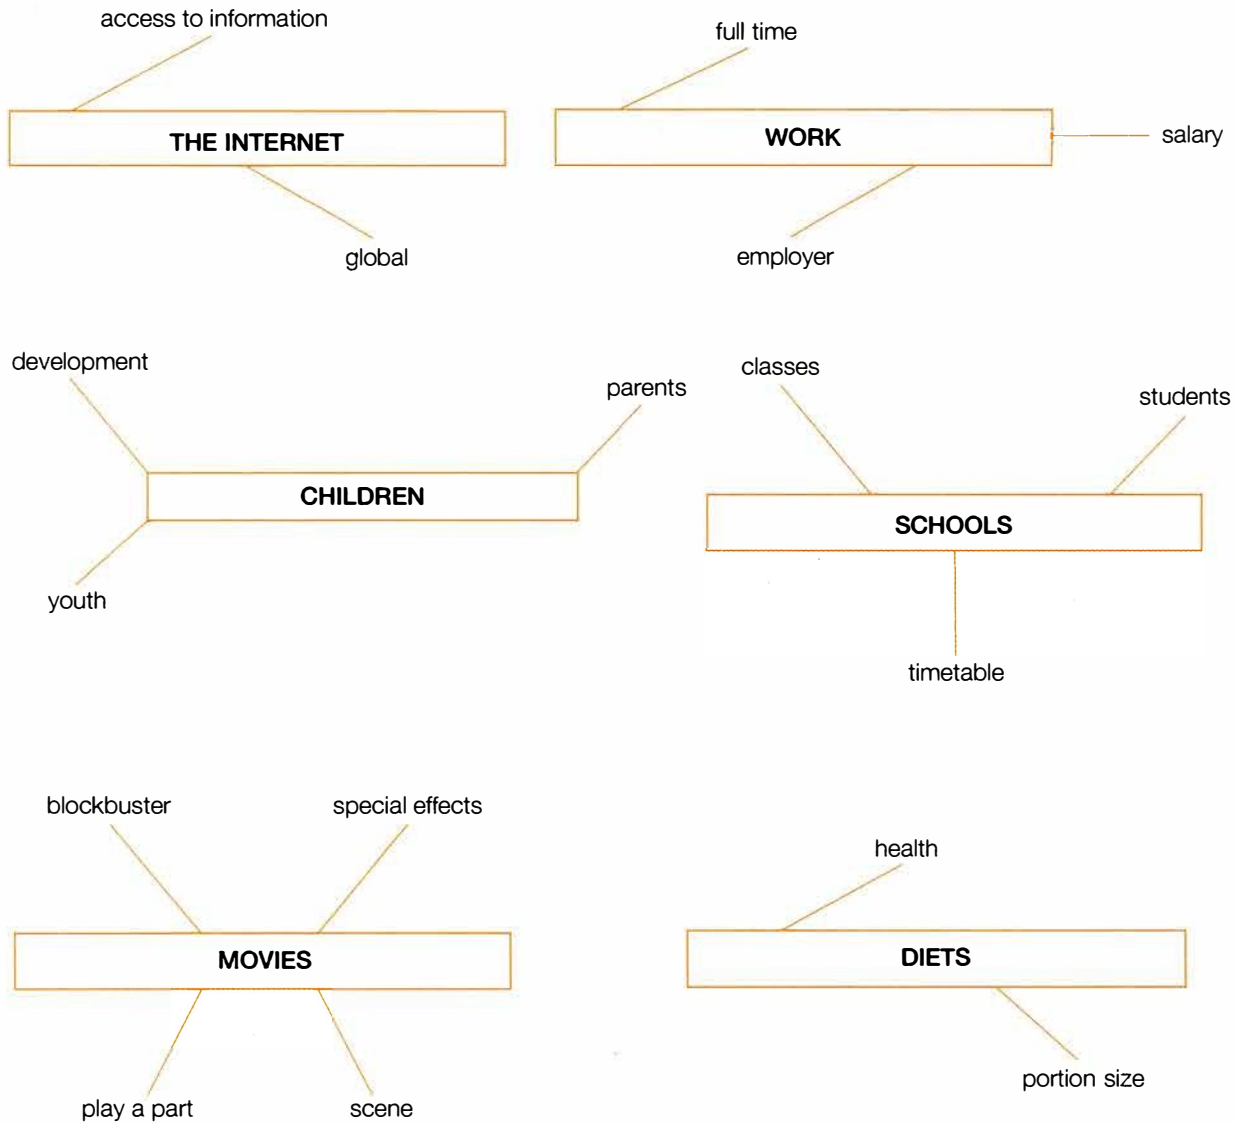 access to information
THE INTERNET
global
full time
WORK
salary
employer
development
parents
CHILDREN
youth
classes
students
SCHOOLS
timetable
blockbuster
special effects
MOVIES
play a part
scene
health
DIETS
portion size